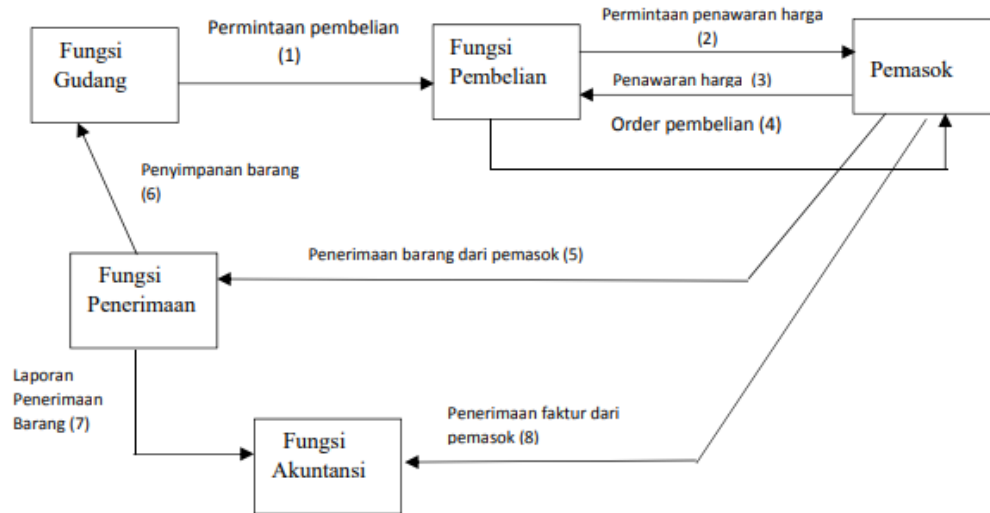 Permintaan pembelian
(1)
Permintaan penawaran harga
(2)
Fungsi
Gudang
Fungsi
Pembelian
Pemasok
Penawaran harga (3)
Order pembelian (4)
Penyimpanan barang
(6)
Penerimaan barang dari pemasok (5)
Fungsi
Penerimaan
Laporan
Penerimaan
Barang (7)
Penerimaan faktur dari
pemasok (8)
Fungsi
Akuntansi